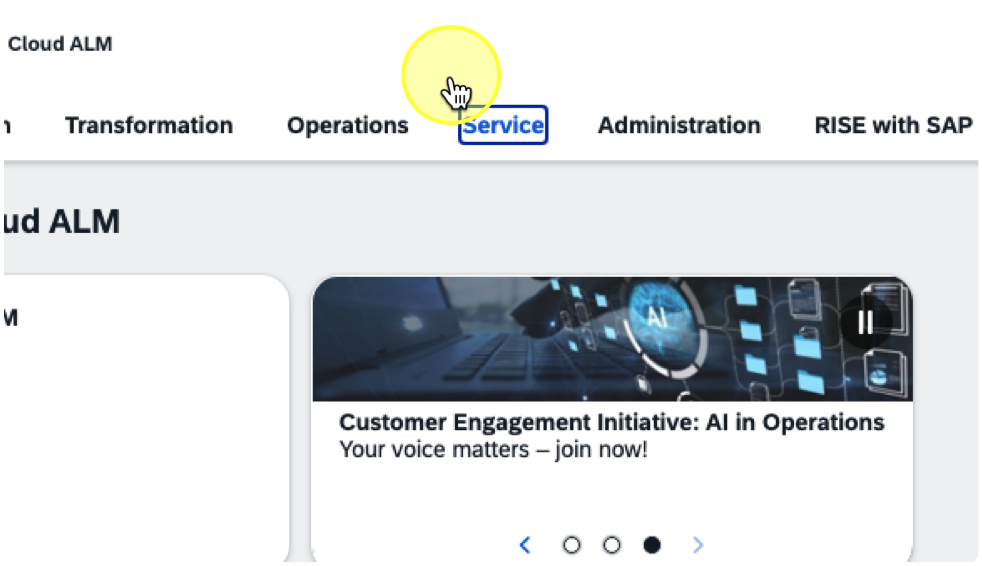 Cloud ALM
n Transformation Operations Service Administration RISE with SAP
ud ALM
M
AI
Customer Engagement Initiative: AI in Operations
Your voice matters – join now!